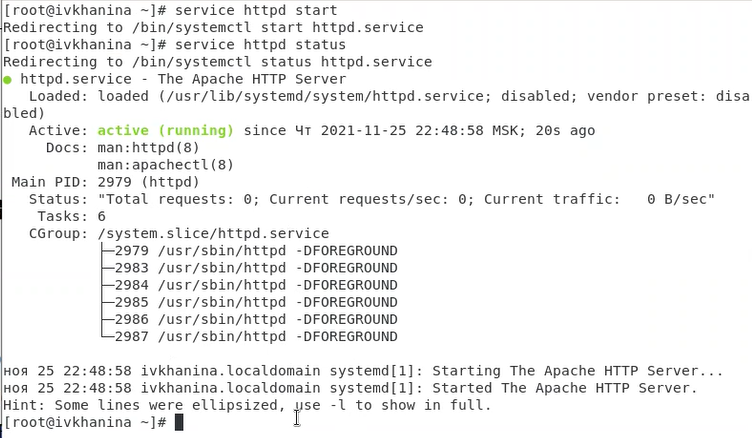 [root@ivkhanina ~]# service httpd start
Redirecting to /bin/systemctl start httpd.service
[root@ivkhanina ~]# service httpd status
Redirecting to /bin/systemctl status httpd.service
● httpd.service - The Apache HTTP Server
   Loaded: loaded (/usr/lib/systemd/system/httpd.service; disabled; vendor preset: disa
bled)
   Active: active (running) since Чт 2021-11-25 22:48:58 MSK; 20s ago
     Docs: man:httpd(8)
           man:apachectl(8)
 Main PID: 2979 (httpd)
   Status: "Total requests: 0; Current requests/sec: 0; Current traffic:   0 B/sec"
    Tasks: 6
   CGroup: /system.slice/httpd.service
           ├─2979 /usr/sbin/httpd -DFOREGROUND
           ├─2983 /usr/sbin/httpd -DFOREGROUND
           ├─2984 /usr/sbin/httpd -DFOREGROUND
           ├─2985 /usr/sbin/httpd -DFOREGROUND
           ├─2986 /usr/sbin/httpd -DFOREGROUND
           └─2987 /usr/sbin/httpd -DFOREGROUND

ноя 25 22:48:58 ivkhanina.localdomain systemd[1]: Starting The Apache HTTP Server...
ноя 25 22:48:58 ivkhanina.localdomain systemd[1]: Started The Apache HTTP Server.
Hint: Some lines were ellipsized, use -l to show in full.
[root@ivkhanina ~]#